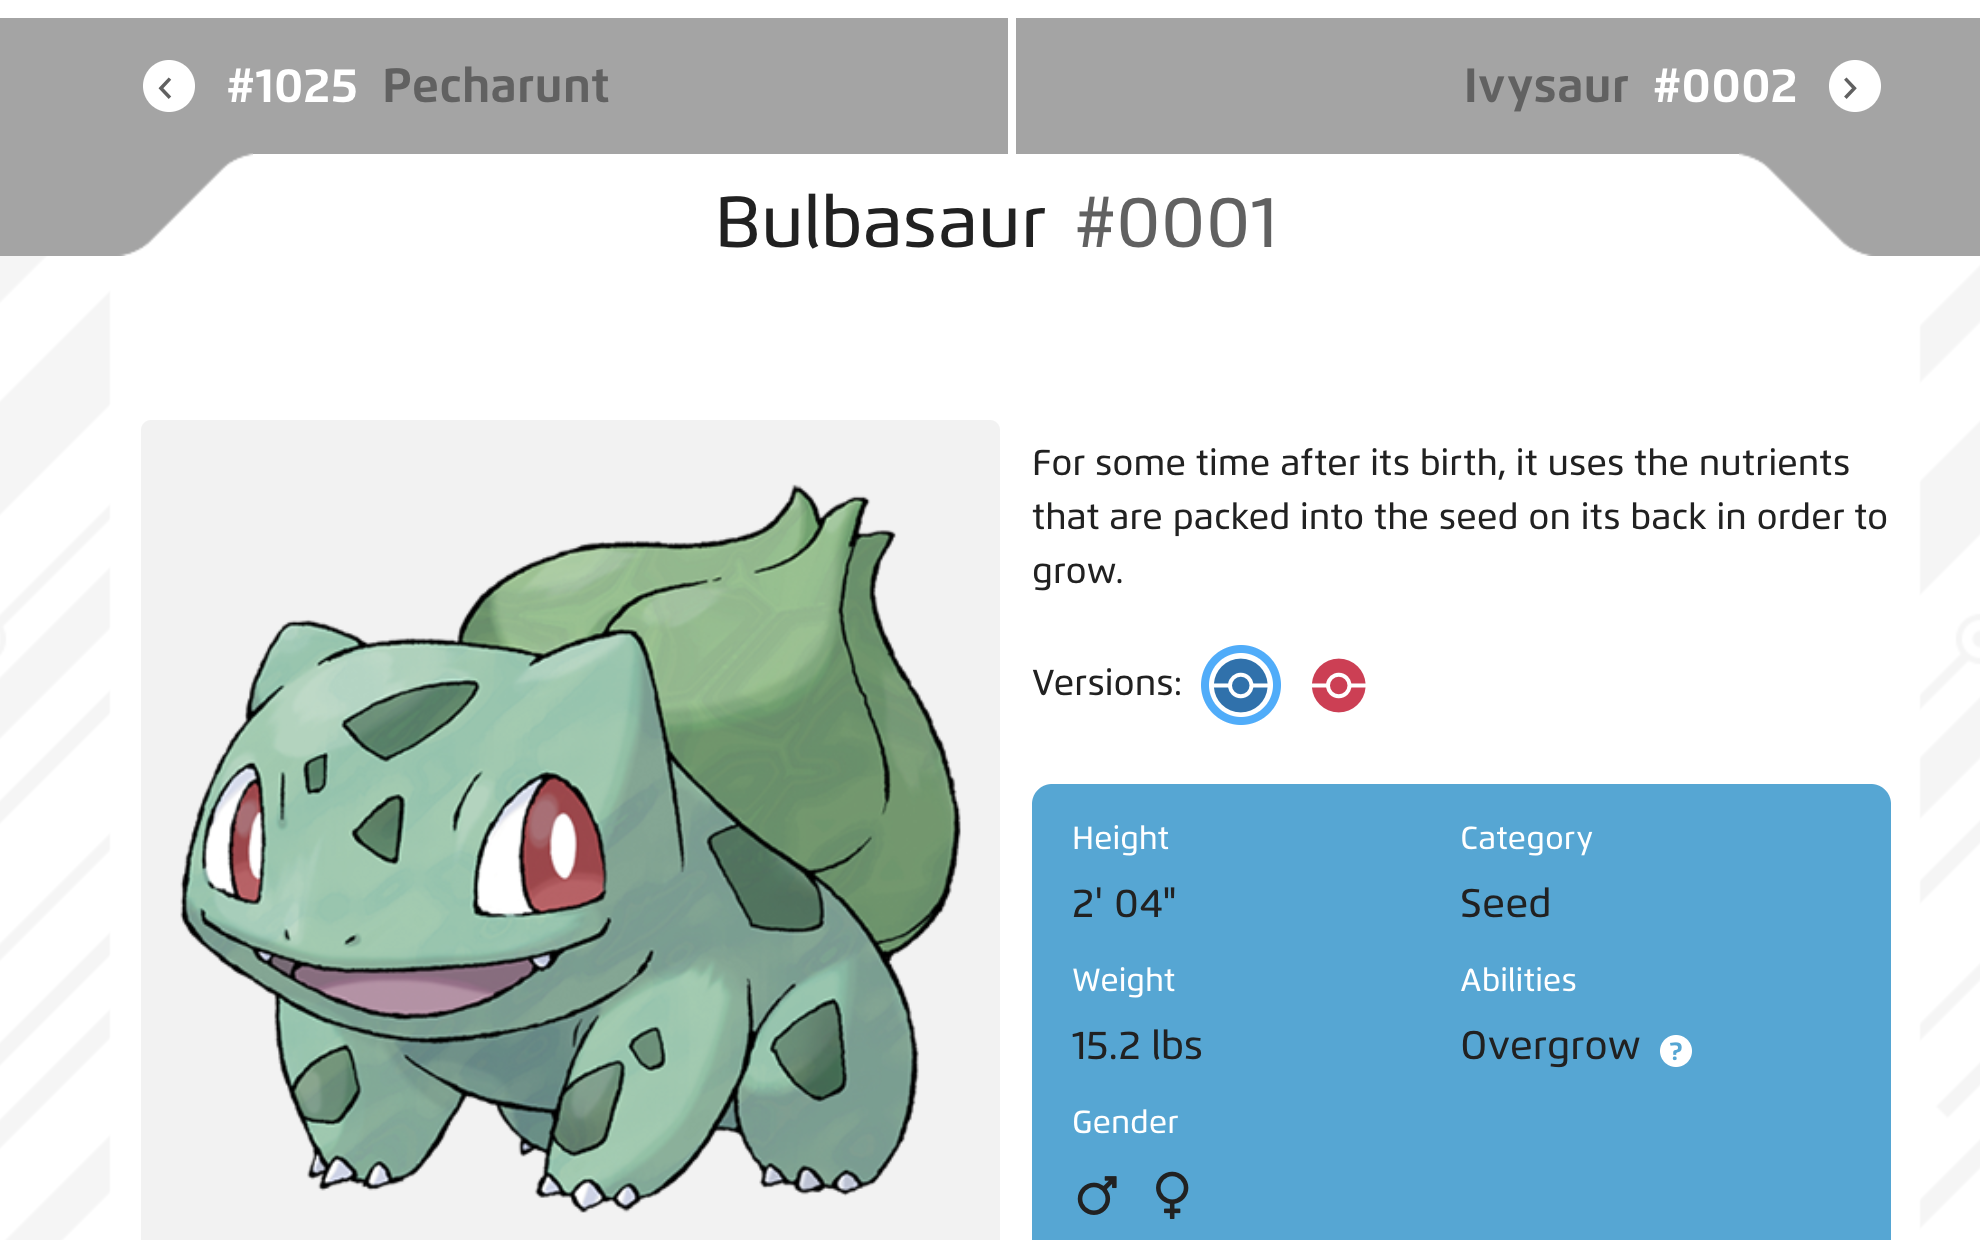 #1025 Pecharunt
Ivysaur #0002
Bulbasaur #0001
For some time after its birth, it uses the nutrients
that are packed into the seed on its back in order to
grow.
Versions:
Height
2' 04"
Category
Seed
Weight
15.2 lbs
Abilities
Overgrow ?
Gender
♂ ♀